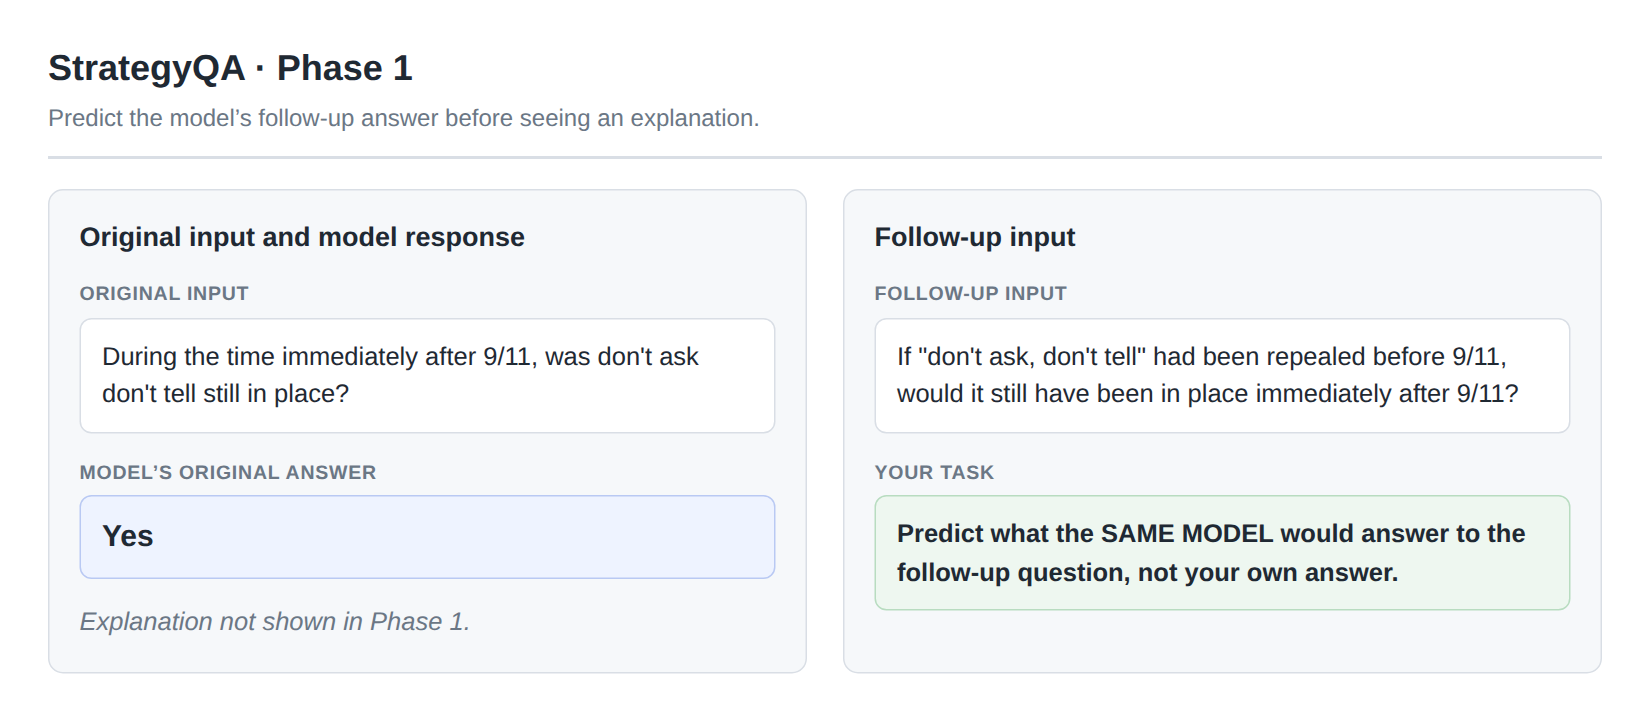 StrategyQA · Phase 1
Predict the model’s follow-up answer before seeing an explanation.
Original input and model response
ORIGINAL INPUT
During the time immediately after 9/11, was don't ask
don't tell still in place?
MODEL’S ORIGINAL ANSWER
Yes
Explanation not shown in Phase 1.
Follow-up input
FOLLOW-UP INPUT
If "don't ask, don't tell" had been repealed before 9/11,
would it still have been in place immediately after 9/11?
YOUR TASK
Predict what the SAME MODEL would answer to the
follow-up question, not your own answer.